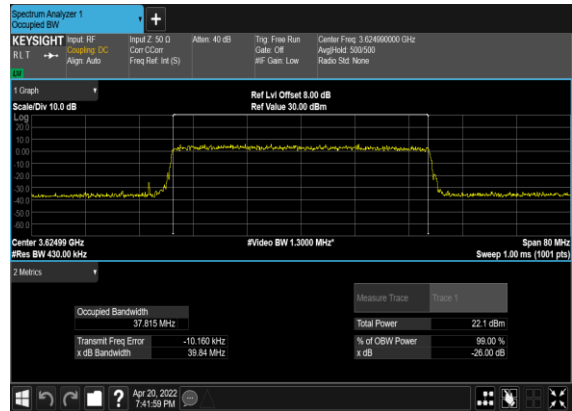 Spectrum Analyzer 1
Occupied BW
+
KEYSIGHT Input: RF Input Z: 50 Ω Atten: 40 dB Trig: Free Run Center Freq: 3.624990000 GHz
RLT Coupling: DC Corr CCorr Gate: Off Avg|Hold: 500/500
Align: Auto Freq Ref: Int (S) #IF Gain: Low Radio Std: None
1 Graph
Ref Lvl Offset 8.00 dB
Scale/Div 10.0 dB Ref Value 30.00 dBm
Log
20.0
10.0
0.00
-10.0
-20.0
-30.0
-40.0
-50.0
-60.0
Center 3.62499 GHz #Video BW 1.3000 MHz* Span 80 MHz
#Res BW 430.00 kHz Sweep 1.00 ms (1001 pts)
2 Metrics
Measure Trace Trace 1
Occupied Bandwidth
37.815 MHz Total Power 22.1 dBm
Transmit Freq Error -10.160 kHz % of OBW Power 99.00 %
x dB Bandwidth 39.84 MHz x dB -26.00 dB
? Apr 20, 2022
7:41:59 PM